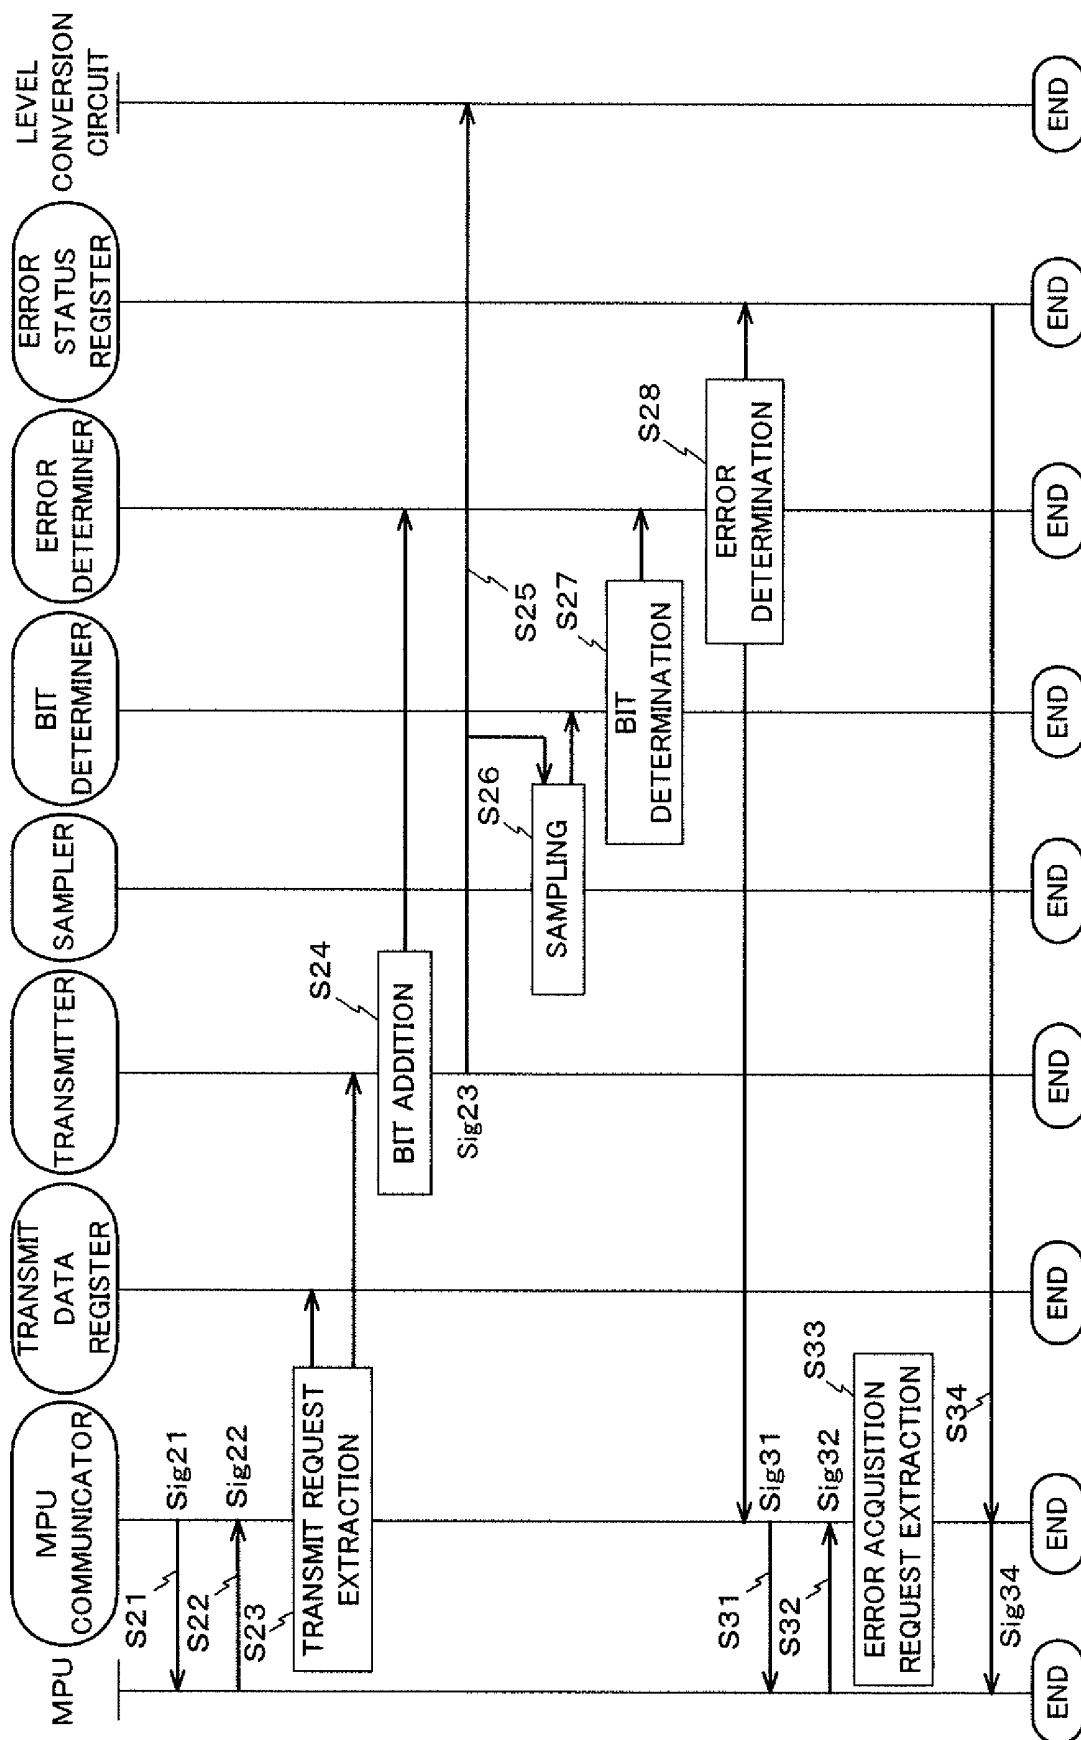 MPU
MPU
COMMUNICATOR
TRANSMIT
DATA
REGISTER
TRANSMITTER
SAMPLER
BIT
DETERMINER
ERROR
DETERMINER
ERROR
STATUS
REGISTER
LEVEL
CONVERSION
CIRCUIT
S21
Sig21
S22
Sig22
S23
TRANSMIT REQUEST
EXTRACTION
S24
BIT ADDITION
Sig23
S25
S26
SAMPLING
S27
BIT
DETERMINATION
S28
ERROR
DETERMINATION
S31
Sig31
S32
Sig32
S33
ERROR ACQUISITION
REQUEST EXTRACTION
S34
Sig34
END
END
END
END
END
END
END
END
END